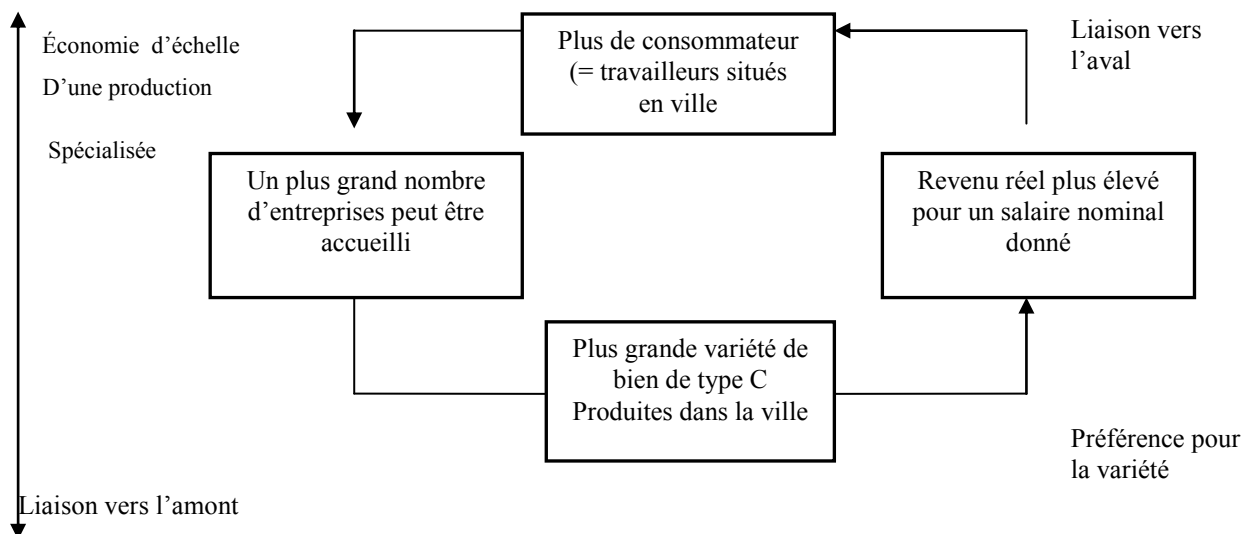 Économie d’échelle
D’une production
Spécialisée
Plus de consommateur
(= travailleurs situés
en ville
Liaison vers
l’aval
Un plus grand nombre
d’entreprises peut être
accueilli
Revenu réel plus élevé
pour un salaire nominal
donné
Plus grande variété de
bien de type C
Produites dans la ville
Préférence pour
la variété
Liaison vers l’amont